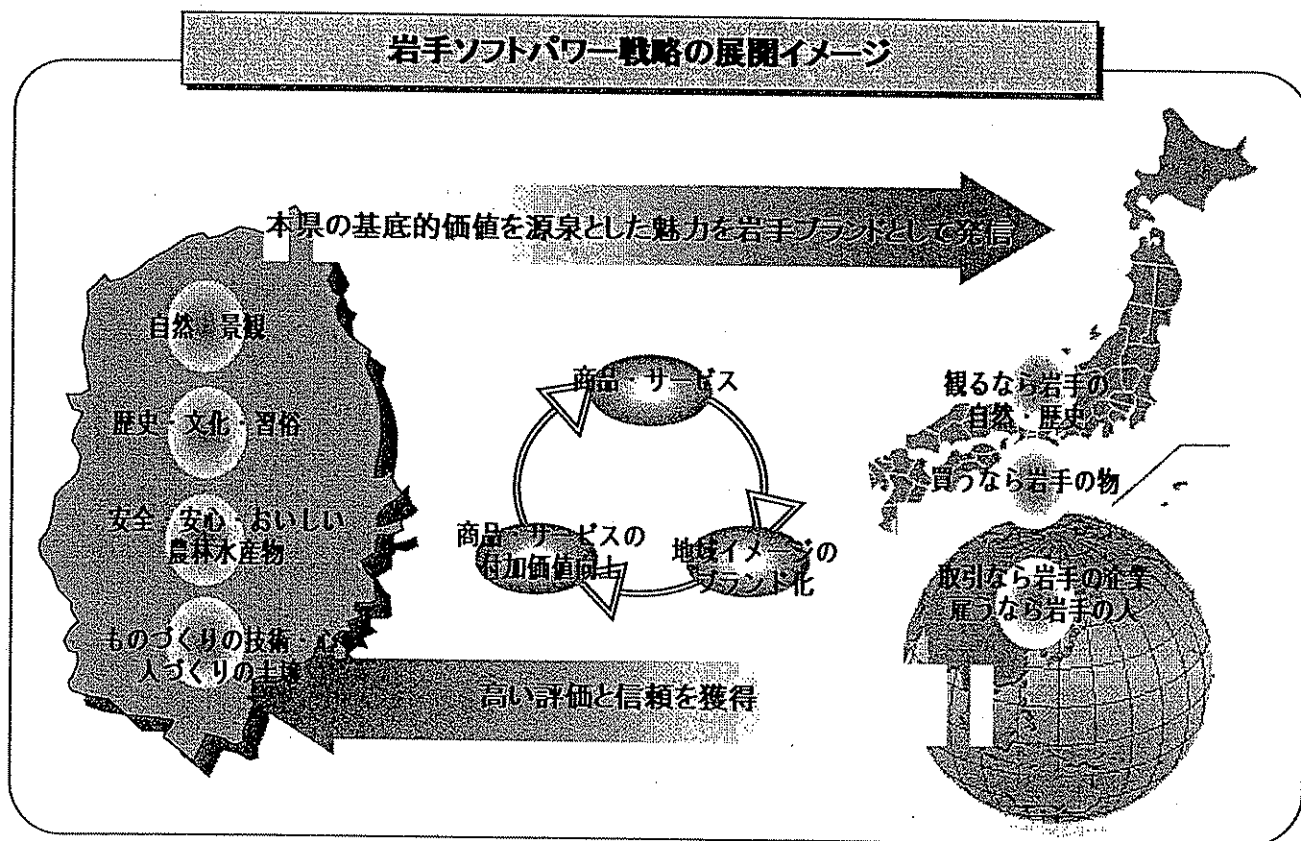 岩手ソフトパワー戦略の展開イメージ
本県の基底的価値を源泉とした魅力を岩手ブランドとして発信
自然・景観
歴史・文化・習俗
安全・安心・おいしい
農林水産物
ものづくりの技術・心
人づくりの土壌
商品・サービス
商品・サービスの
付加価値向上
地域イメージの
ブランド化
観るなら岩手の
自然・歴史
買うなら岩手の物
取引なら岩手の産業
雇うなら岩手の人
高い評価と信頼を獲得